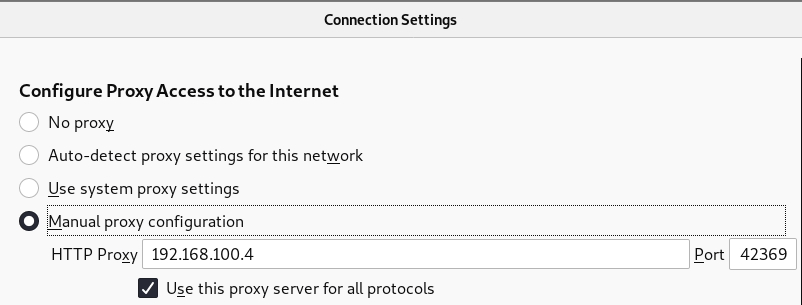 Connection Settings
Configure Proxy Access to the Internet
No proxy
Auto-detect proxy settings for this network
Use system proxy settings
Manual proxy configuration
HTTP Proxy 192.168.100.4 Port 42369
Use this proxy server for all protocols